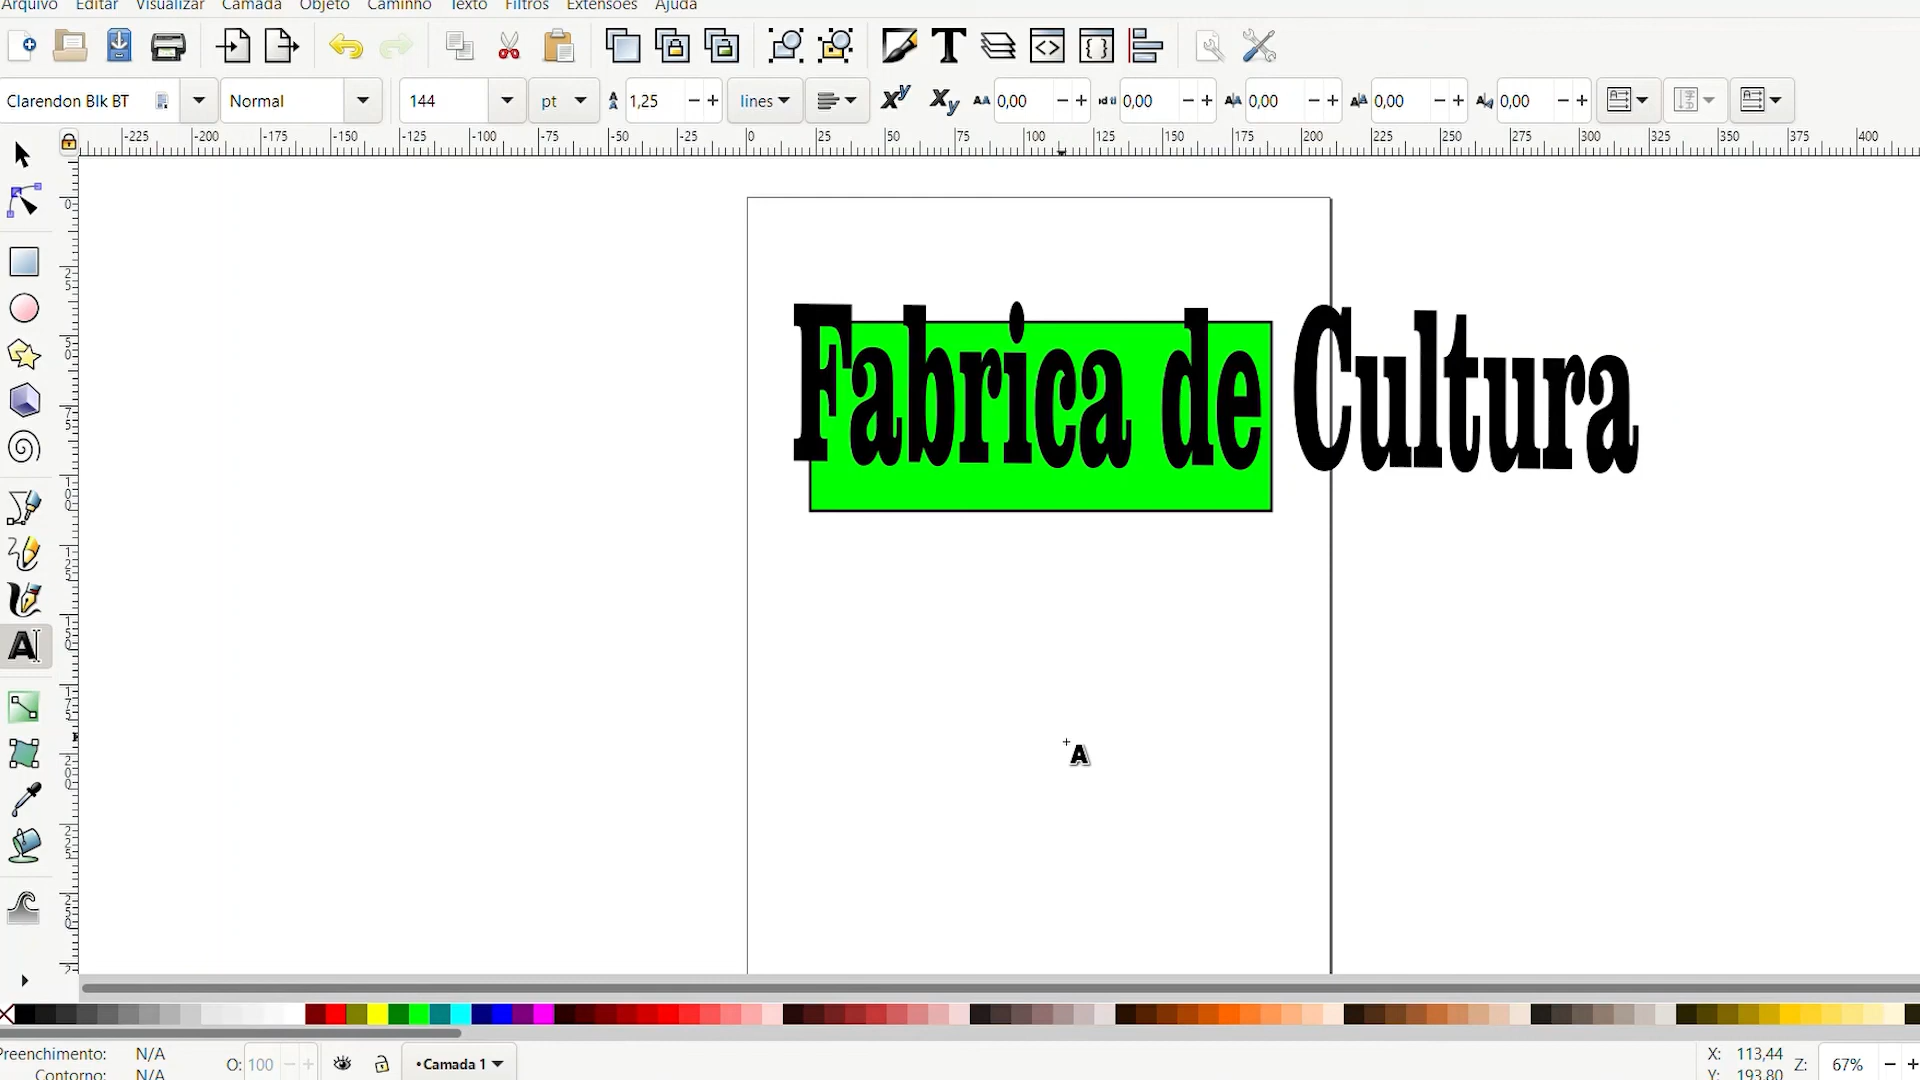 Arquivo Editar Visualizar Camada Objeto Caminho Texto Filtros Extensões Ajuda
Clarendon Blk BT Normal 144 pt 1,25 lines 0,00 0,00 0,00 0,00 0,00
-225 -200 -175 -150 -125 -100 -75 -50 -25 0 25 50 75 100 125 150 175 200 225 250 275 300 325 350 375 400
Fabrica de Cultura
Preenchimento: N/A O: 100 •Camada 1 X: 113,44 Z: 67%
Contorno: N/A Y: 193,80